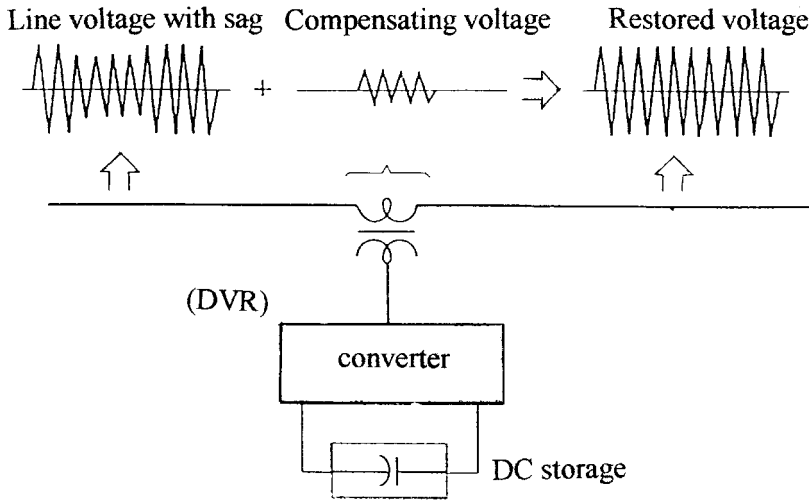 Line voltage with sag
Compensating voltage
Restored voltage
+
(DVR)
converter
DC storage